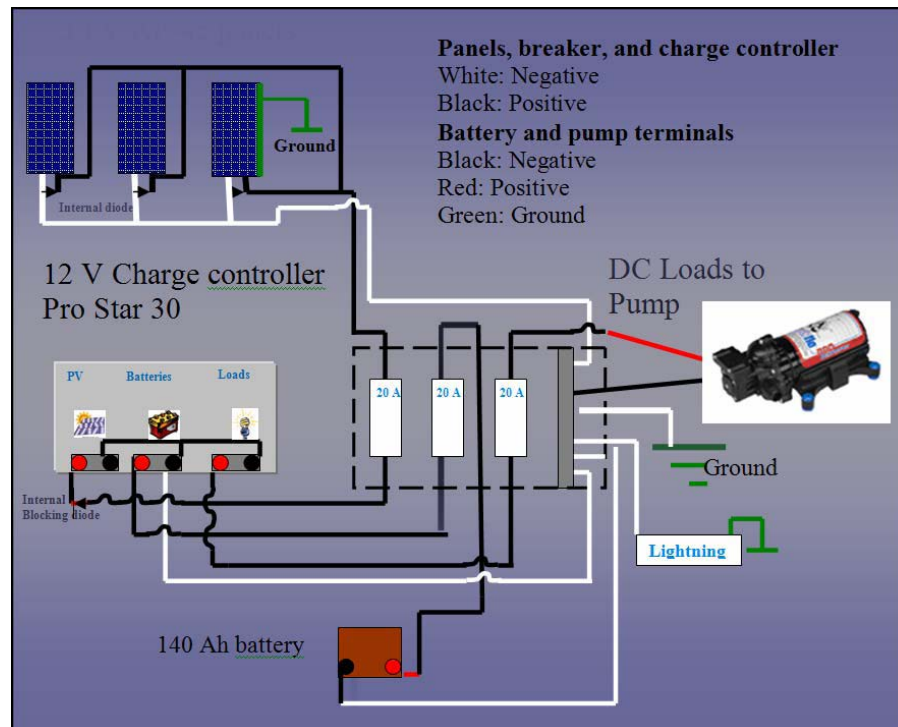 Panels, breaker, and charge controller
White: Negative
Black: Positive
Battery and pump terminals
Black: Negative
Red: Positive
Green: Ground
Ground
Internal diode
12 V Charge controller
Pro Star 30
DC Loads to
Pump
PV Batteries Loads
20 A 20 A 20 A
Internal
Blocking diode
Ground
Lightning
140 Ah battery